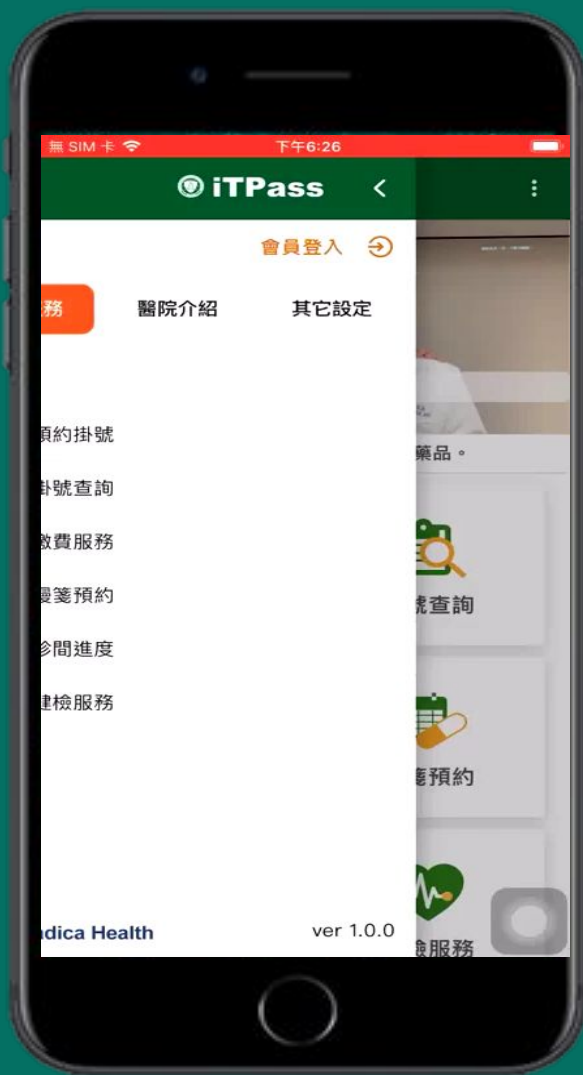 無 SIM 卡 下午6:26
iTPass
會員登入
務 醫院介紹 其它設定
藥品。
預約掛號
掛號查詢
繳費服務
號查詢
慢箋預約
診間進度
健檢服務
箋預約
dica Health ver 1.0.0
檢服務